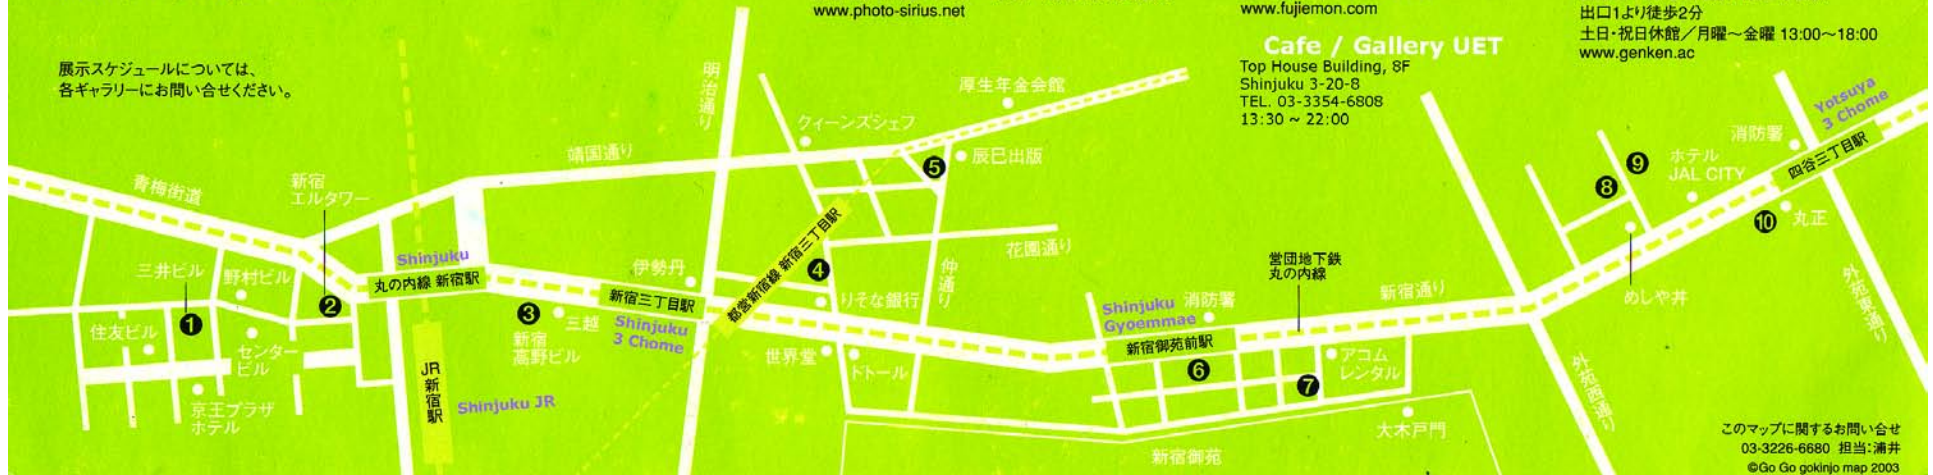 www.photo-sirius.net
www.fujiemon.com
出口1より徒歩2分
土日・祝日休館／月曜〜金曜 13:00〜18:00
www.genken.ac
Cafe / Gallery UET
Top House Building, 8F
Shinjuku 3-20-8
TEL. 03-3354-6808
13:30 ~ 22:00
展示スケジュールについては、
各ギャラリーにお問い合せください。
明治通り
厚生年金会館
クィーンズシェフ
靖国通り
辰巳出版
5
青梅街道
新宿
エルタワー
Shinjuku
丸の内線 新宿駅
三井ビル
野村ビル
1
2
住友ビル
センター
ビル
京王プラザ
ホテル
JR新宿駅
Shinjuku JR
3
新宿
高野ビル
三越
伊勢丹
新宿三丁目駅
Shinjuku
3 Chome
都営新宿線 新宿三丁目駅
4
りそな銀行
花園通り
仲通り
世界堂
ドトール
Shinjuku
Gyoemmae
消防署
新宿御苑前駅
6
7
営団地下鉄
丸の内線
新宿通り
アコム
レンタル
大木戸門
新宿御苑
8
9
めしや丼
ホテル
JAL CITY
消防署
Yotsuya
3 Chome
四谷三丁目駅
10
丸正
外苑西通り
外苑東通り
このマップに関するお問い合せ
03-3226-6680 担当:浦井
©Go Go gokinjo map 2003